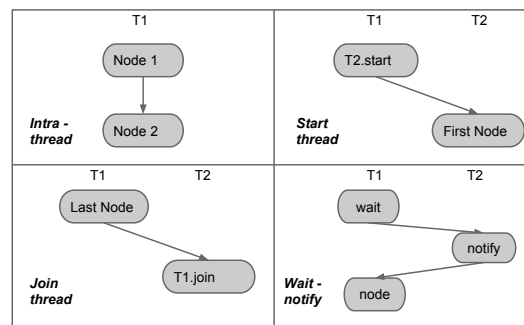 T1
Node 1
Node 2
Intra -
thread
T1 T2
T2.start
First Node
Start
thread
T1 T2
Last Node
T1.join
Join
thread
T1 T2
wait
notify
node
Wait -
notify